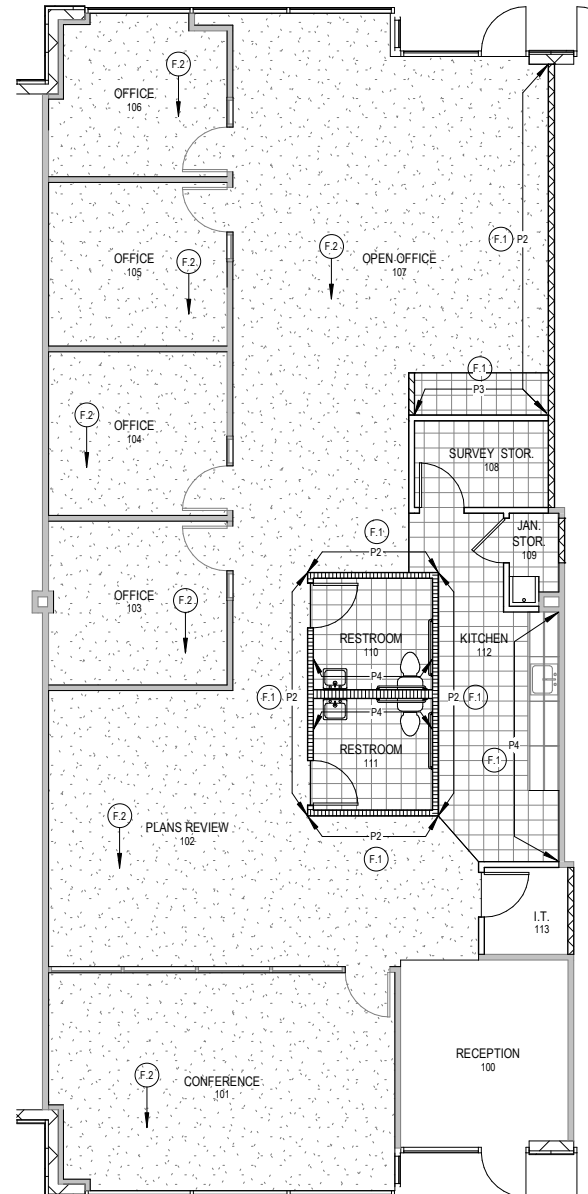 F.2
OFFICE
106
OFFICE
105
F.2
F.2
OPEN OFFICE
107
F.1
P2
F.1
P3
F.2
OFFICE
104
SURVEY STOR.
108
F.1
P2
JAN.
STOR.
109
OFFICE
103
F.2
RESTROOM
110
KITCHEN
112
P4
F.1
P2
P2
F.1
P4
RESTROOM
111
P4
F.1
F.2
PLANS REVIEW
102
P2
F.1
I.T.
113
RECEPTION
100
F.2
CONFERENCE
101